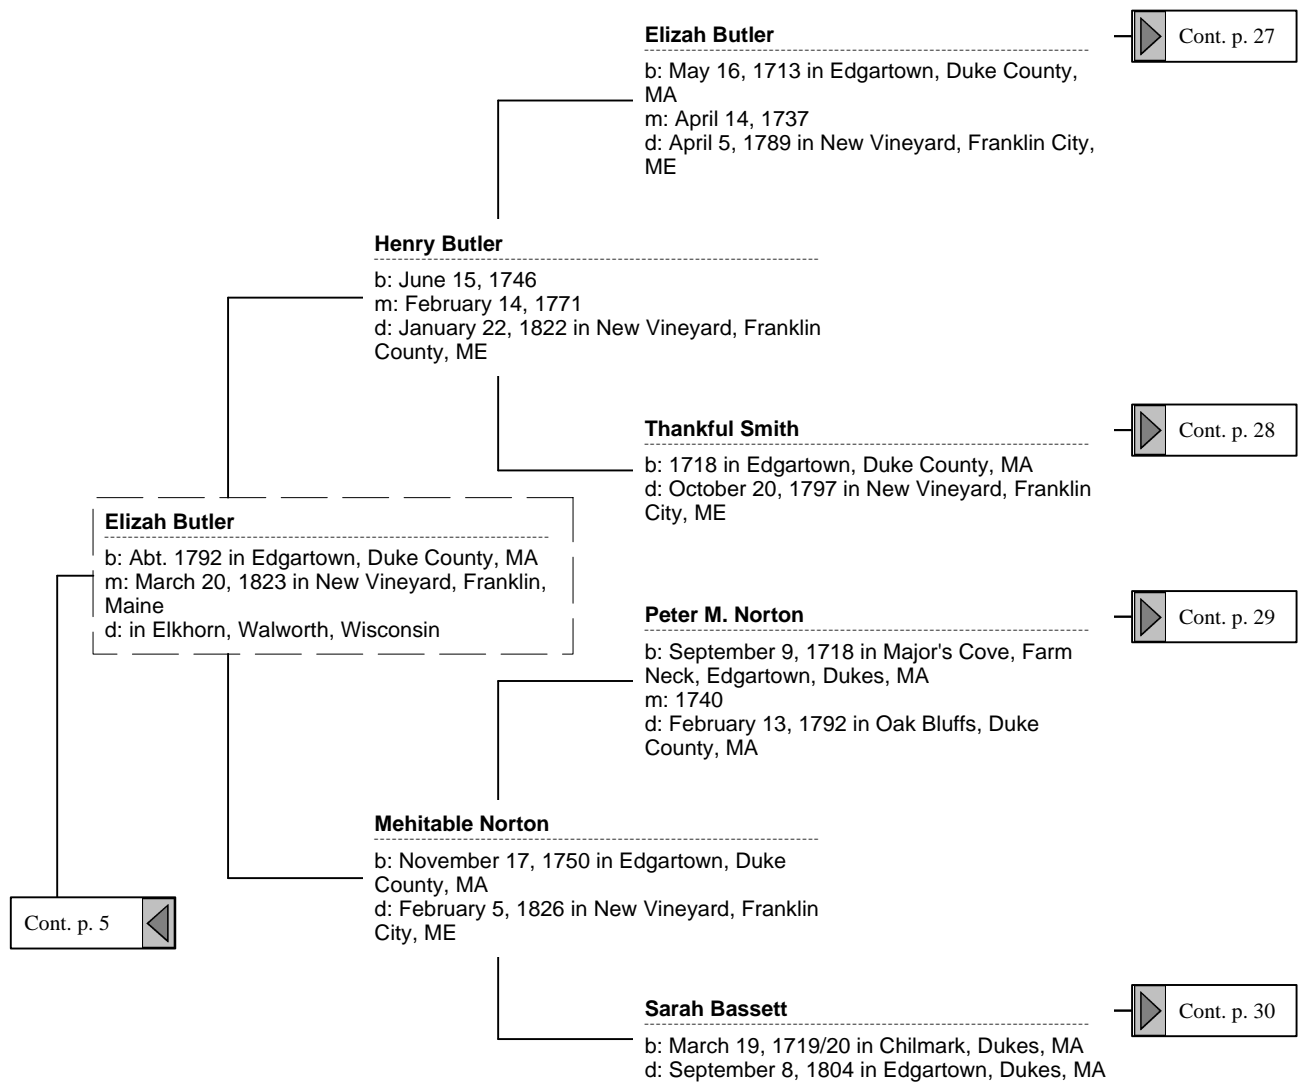 Elizah Butler
Cont. p. 27
b: May 16, 1713 in Edgartown, Duke County,
MA
m: April 14, 1737
d: April 5, 1789 in New Vineyard, Franklin City,
ME
Henry Butler
b: June 15, 1746
m: February 14, 1771
d: January 22, 1822 in New Vineyard, Franklin
County, ME
Thankful Smith
Cont. p. 28
b: 1718 in Edgartown, Duke County, MA
d: October 20, 1797 in New Vineyard, Franklin
City, ME
Elizah Butler
b: Abt. 1792 in Edgartown, Duke County, MA
m: March 20, 1823 in New Vineyard, Franklin,
Maine
d: in Elkhorn, Walworth, Wisconsin
Peter M. Norton
Cont. p. 29
b: September 9, 1718 in Major's Cove, Farm
Neck, Edgartown, Dukes, MA
m: 1740
d: February 13, 1792 in Oak Bluffs, Duke
County, MA
Mehitable Norton
b: November 17, 1750 in Edgartown, Duke
County, MA
d: February 5, 1826 in New Vineyard, Franklin
City, ME
Cont. p. 5
Sarah Bassett
Cont. p. 30
b: March 19, 1719/20 in Chilmark, Dukes, MA
d: September 8, 1804 in Edgartown, Dukes, MA